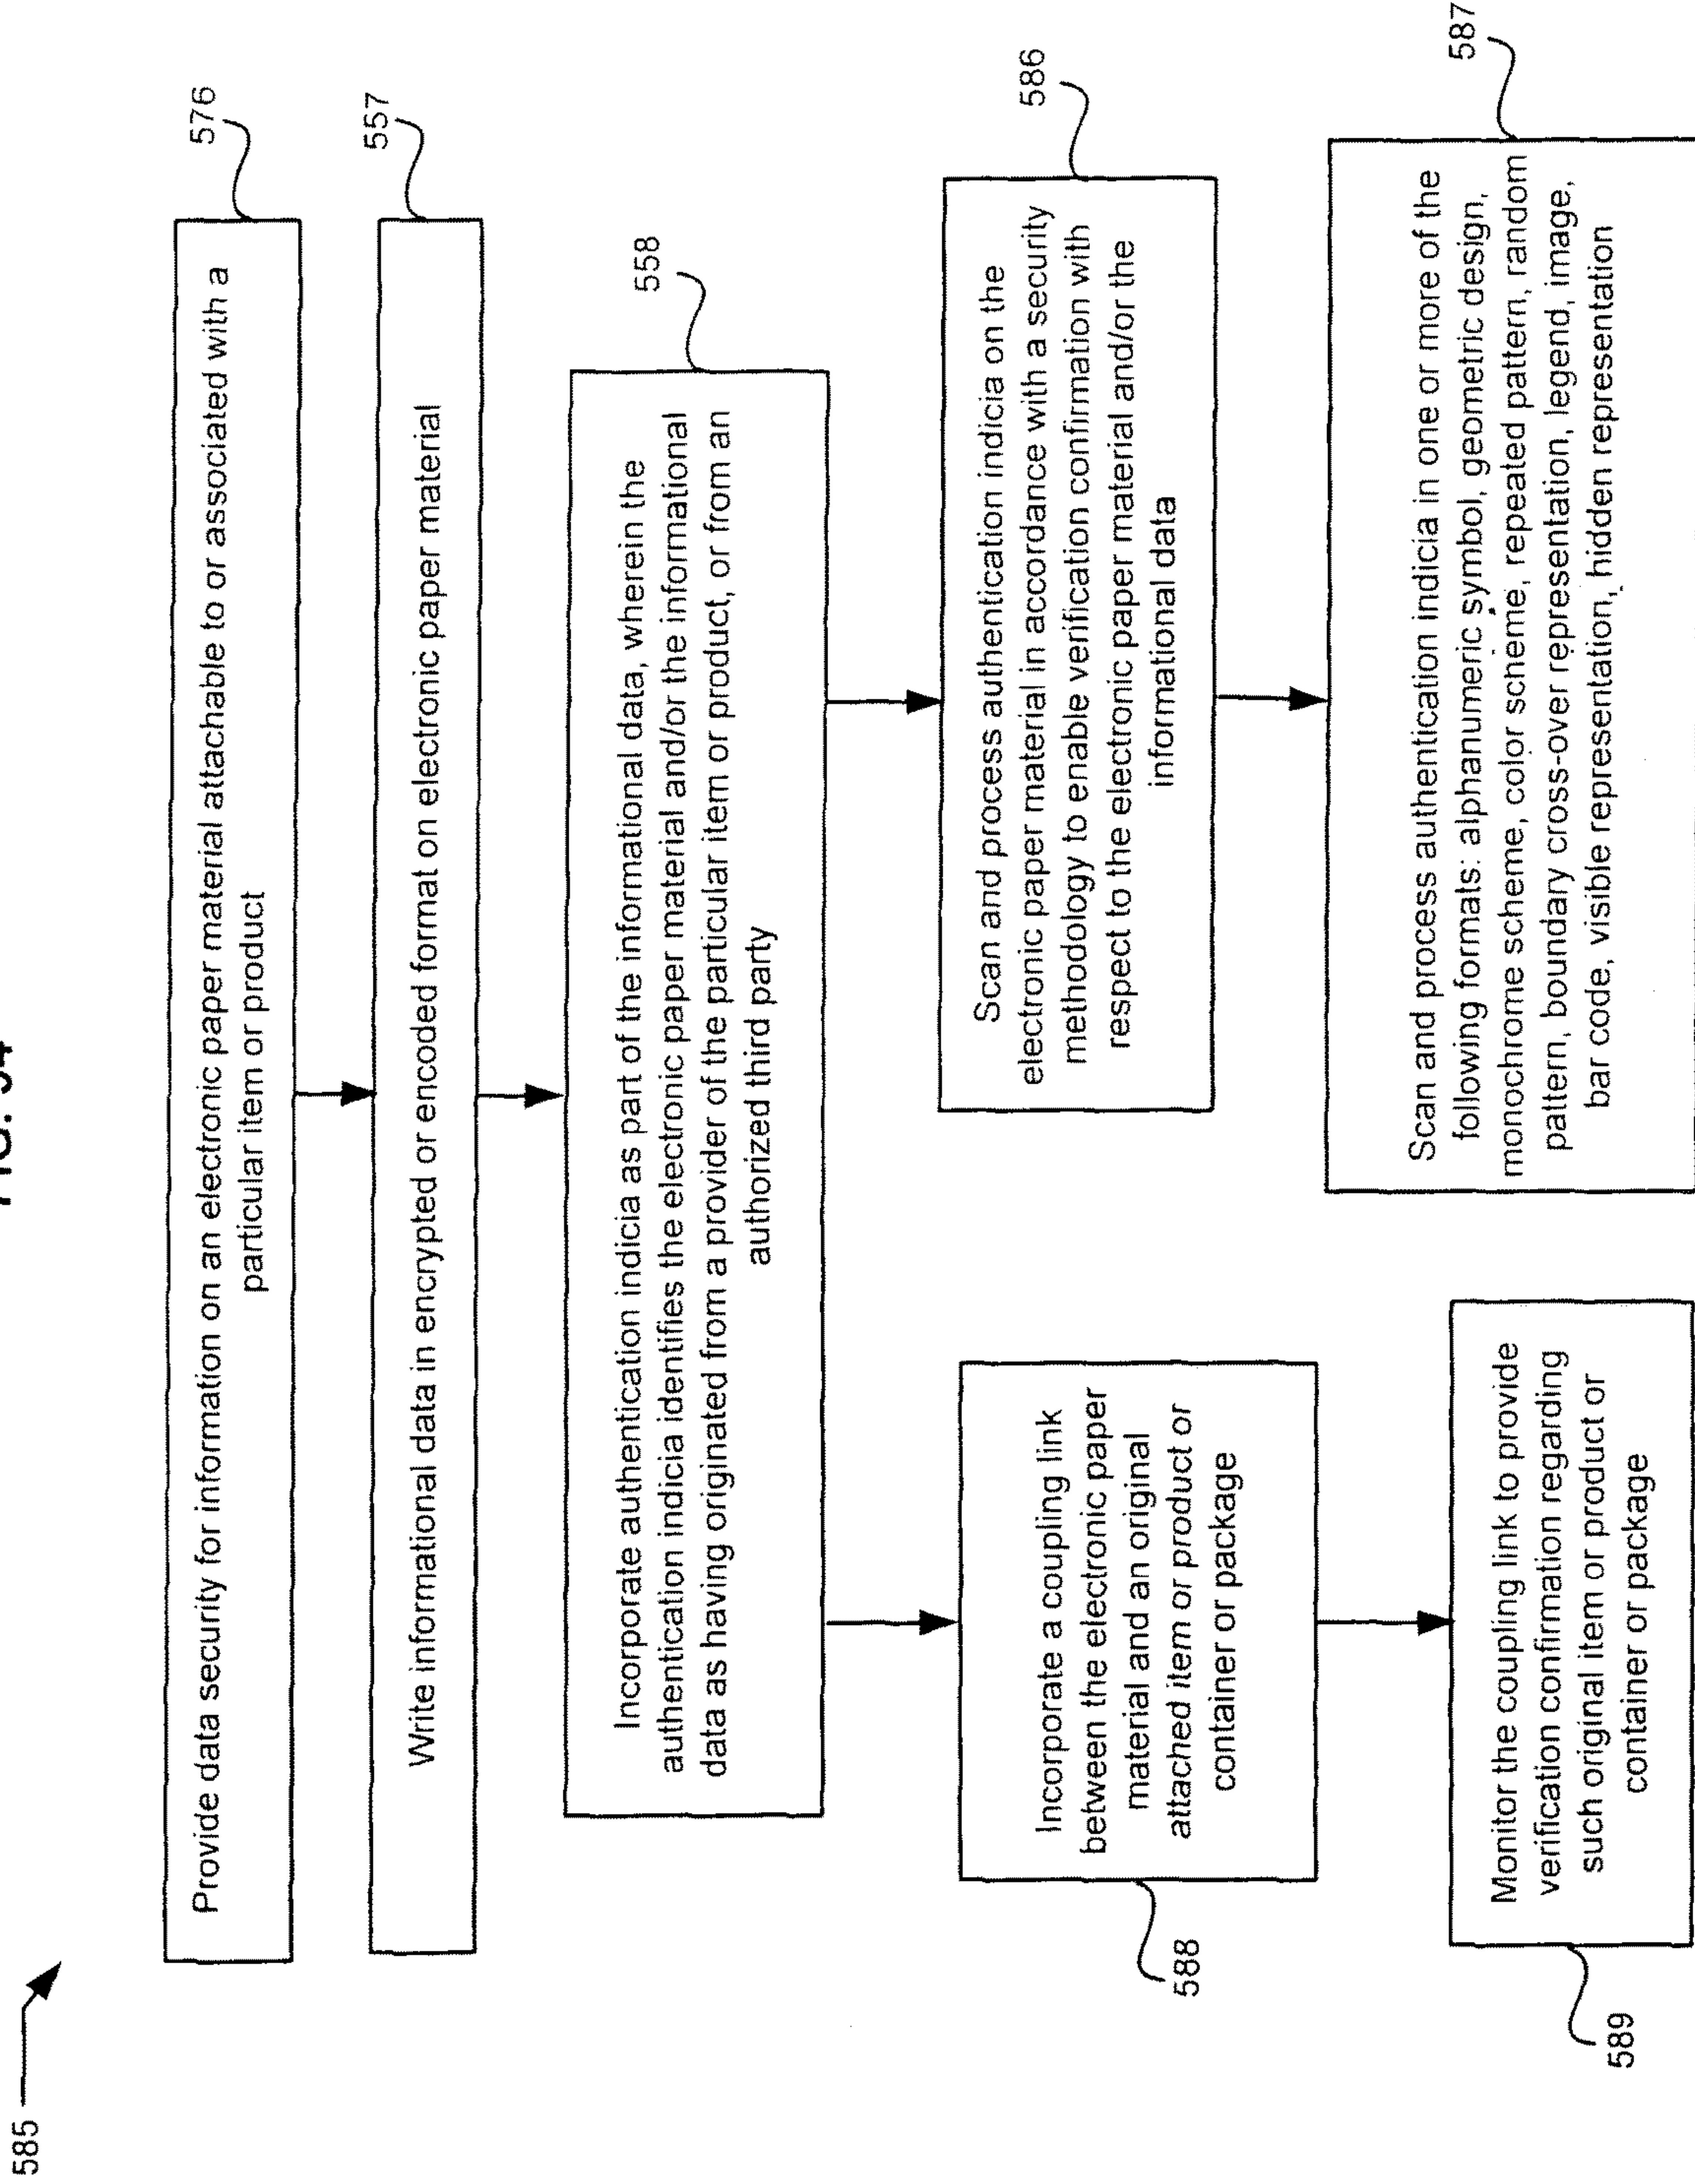 585
576
Provide data security for information on an electronic paper material attachable to or associated with a
particular item or product
557
Write informational data in encrypted or encoded format on electronic paper material
558
Incorporate authentication indicia as part of the informational data, wherein the
authentication indicia identifies the electronic paper material and/or the informational
data as having originated from a provider of the particular item or product, or from an
authorized third party
588
Incorporate a coupling link
between the electronic paper
material and an original
attached item or product or
container or package
586
Scan and process authentication indicia on the
electronic paper material in accordance with a security
methodology to enable verification confirmation with
respect to the electronic paper material and/or the
informational data
589
Monitor the coupling link to provide
verification confirmation regarding
such original item or product or
container or package
587
Scan and process authentication indicia in one or more of the
following formats: alphanumeric symbol, geometric design,
monochrome scheme, color scheme, repeated pattern, random
pattern, boundary cross-over representation, legend, image,
bar code, visible representation, hidden representation